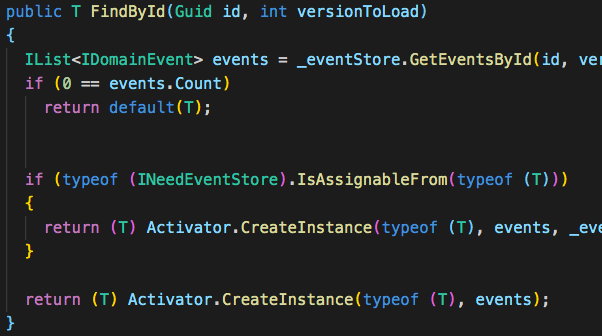 public T FindById(Guid id, int versionToLoad)
{
IList<IDomainEvent> events = _eventStore.GetEventsById(id, ver
if (0 == events.Count)
return default(T);
if (typeof (INeedEventStore).IsAssignableFrom(typeof (T)))
{
return (T) Activator.CreateInstance(typeof (T), events, _eve
}
return (T) Activator.CreateInstance(typeof (T), events);
}